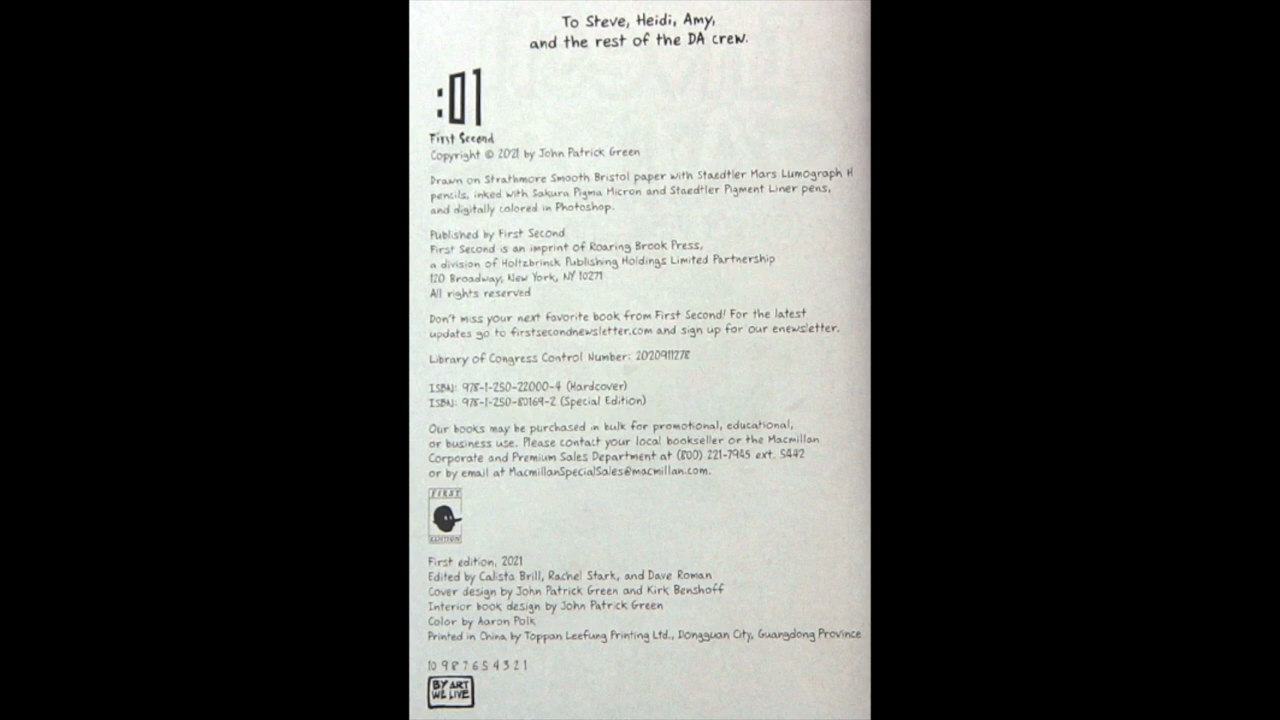 To Steve, Heidi, Amy,
and the rest of the DA crew.
:01
First Second
Copyright © 2021 by John Patrick Green
Drawn on Strathmore Smooth Bristol paper with Staedtler Mars Lumograph H
pencils, inked with Sakura Pigma Micron and Staedtler Pigment Liner pens,
and digitally colored in Photoshop.
Published by First Second
First Second is an imprint of Roaring Brook Press,
a division of Holtzbrinck Publishing Holdings Limited Partnership
120 Broadway, New York, NY 10271
All rights reserved
Don't miss your next favorite book from First Second! For the latest
updates go to firstsecondnewsletter.com and sign up for our enewsletter.
Library of Congress Control Number: 2020911278
ISBN: 978-1-250-22000-4 (Hardcover)
ISBN: 978-1-250-80169-2 (Special Edition)
Our books may be purchased in bulk for promotional, educational,
or business use. Please contact your local bookseller or the Macmillan
Corporate and Premium Sales Department at (800) 221-7945 ext. 5442
or by email at MacmillanSpecialSales@macmillan.com.
FIRST
EDITION
First edition, 2021
Edited by Calista Brill, Rachel Stark, and Dave Roman
Cover design by John Patrick Green and Kirk Benshoff
Interior book design by John Patrick Green
Color by Aaron Polk
Printed in China by Toppan Leefung Printing Ltd., Dongguan City, Guangdong Province
10 9 8 7 6 5 4 3 2 1
BY ART
WE LIVE